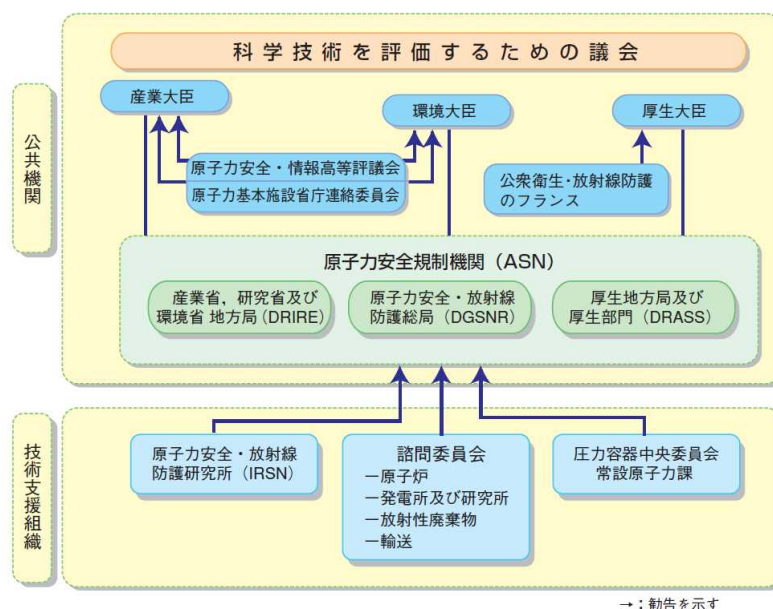 科学技術を評価するための議会
公共機関
産業大臣
環境大臣
厚生大臣
原子力安全・情報高等評議会
原子力基本施設省庁連絡委員会
公衆衛生・放射線防護
のフランス
原子力安全規制機関（ASN）
産業省，研究省及び
環境省 地方局（DRIRE）
原子力安全・放射線
防護総局（DGSNR）
厚生地方局及び
厚生部門（DRASS）
技術支援組織
原子力安全・放射線
防護研究所（IRSN）
諮問委員会
－原子炉
－発電所及び研究所
－放射性廃棄物
－輸送
圧力容器中央委員会
常設原子力課
→：勧告を示す